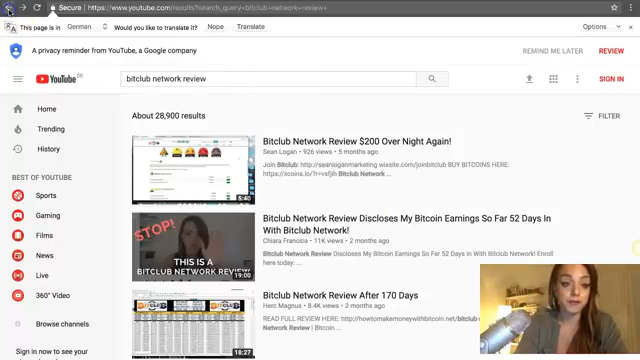 Secure https://www.youtube.com/results?search_query=bitclub+network+review+
This page is in German Would you like to translate it? Nope Translate Options
A privacy reminder from YouTube, a Google company REMIND ME LATER REVIEW
YouTube DE bitclub network review SIGN IN
Home
Trending
History
BEST OF YOUTUBE
Sports
Gaming
Films
News
Live
360° Video
Browse channels
Sign in now to see your
About 28,900 results FILTER
Bitclub Network Review $200 Over Night Again!
Sean Logan • 926 views • 5 months ago
Join Bitclub: http://seanloganmarketing.wixsite.com/joinbitclub BUY BITCOINS HERE.
Bitclub Network ...
5:40
Bitclub Network Review Discloses My Bitcoin Earnings So Far 52 Days In
With Bitclub Network!
Chiara Franoica • 11K views • 2 months ago
Bitclub Network Review Discloses My Bitcoin Earnings So Far 52 Days In With Bitclub Network! Enroll
here today: ...
STOP!
THIS IS A
BITCLUB NETWORK REVIEW
19:00
Bitclub Network Review After 170 Days
Herc Magnus • 8.4K views • 2 months ago
READ FULL REVIEW HERE: http://howtomakemoneywithbitcoin.net/bitclub-
Network Review | Bitcoin ...
18:27